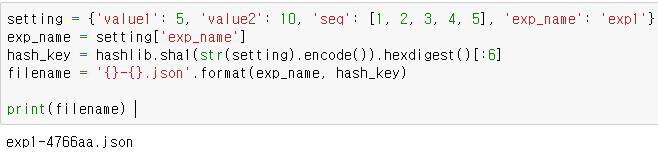 setting = {'value1': 5, 'value2': 10, 'seq': [1, 2, 3, 4, 5], 'exp_name': 'exp1'}
exp_name = setting['exp_name']
hash_key = hashlib.sha1(str(setting).encode()).hexdigest()[:6]
filename = '{}-{}.json'.format(exp_name, hash_key)
print(filename)
exp1-4766aa.json